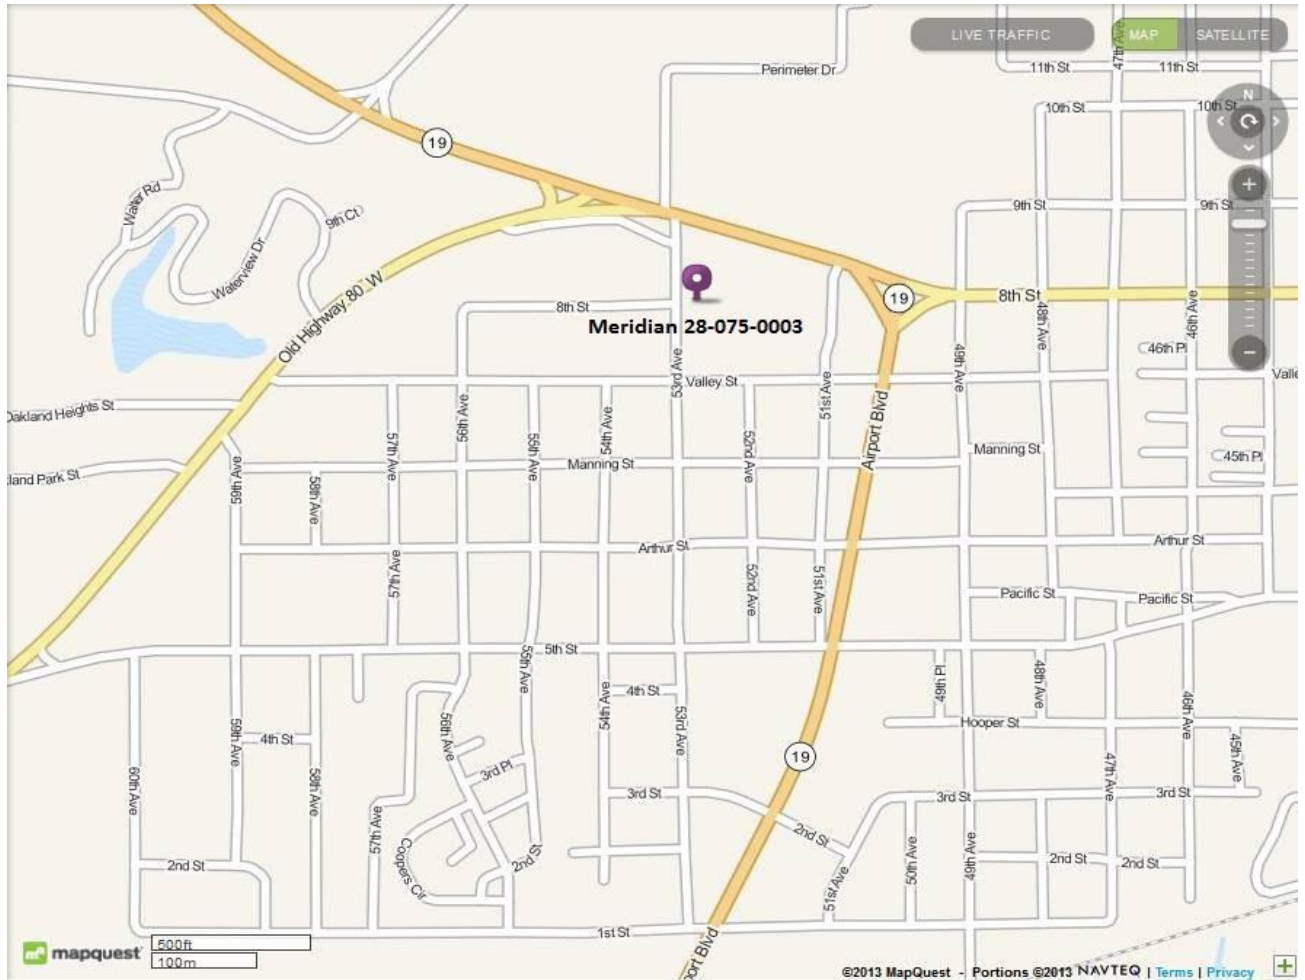 LIVE TRAFFIC
MAP
SATELLITE
47th Ave
Perimeter Dr
11th St
11th St
N
10th St
10th St
19
Water Rd
9th Ct
9th St
9th St
Waterview Dr
Old Highway 80 W
8th St
19
8th St
48th Ave
46th Ave
Meridian 28-075-0003
53rd Ave
49th Ave
46th Pl
Valley St
Valle
51st Ave
Oakland Heights St
56th Ave
54th Ave
Airport Blvd
57th Ave
55th Ave
52nd Ave
Manning St
Manning St
45th Pl
land Park St
59th Ave
58th Ave
Arthur St
Arthur St
57th Ave
52nd Ave
51st Ave
Pacific St
Pacific St
5th St
55th Ave
49th Pl
48th Ave
54th Ave
4th St
53rd Ave
46th Ave
56th Ave
59th Ave
4th St
Hooper St
45th Ave
19
3rd Pl
60th Ave
58th Ave
47th Ave
3rd St
3rd St
3rd St
57th Ave
2nd St
Coopers Cir
2nd St
2nd St
49th Ave
50th Ave
51st Ave
2nd St
2nd St
1st St
port Blvd
mapquest
500ft
100m
©2013 MapQuest - Portions ©2013 NAVTEQ | Terms | Privacy